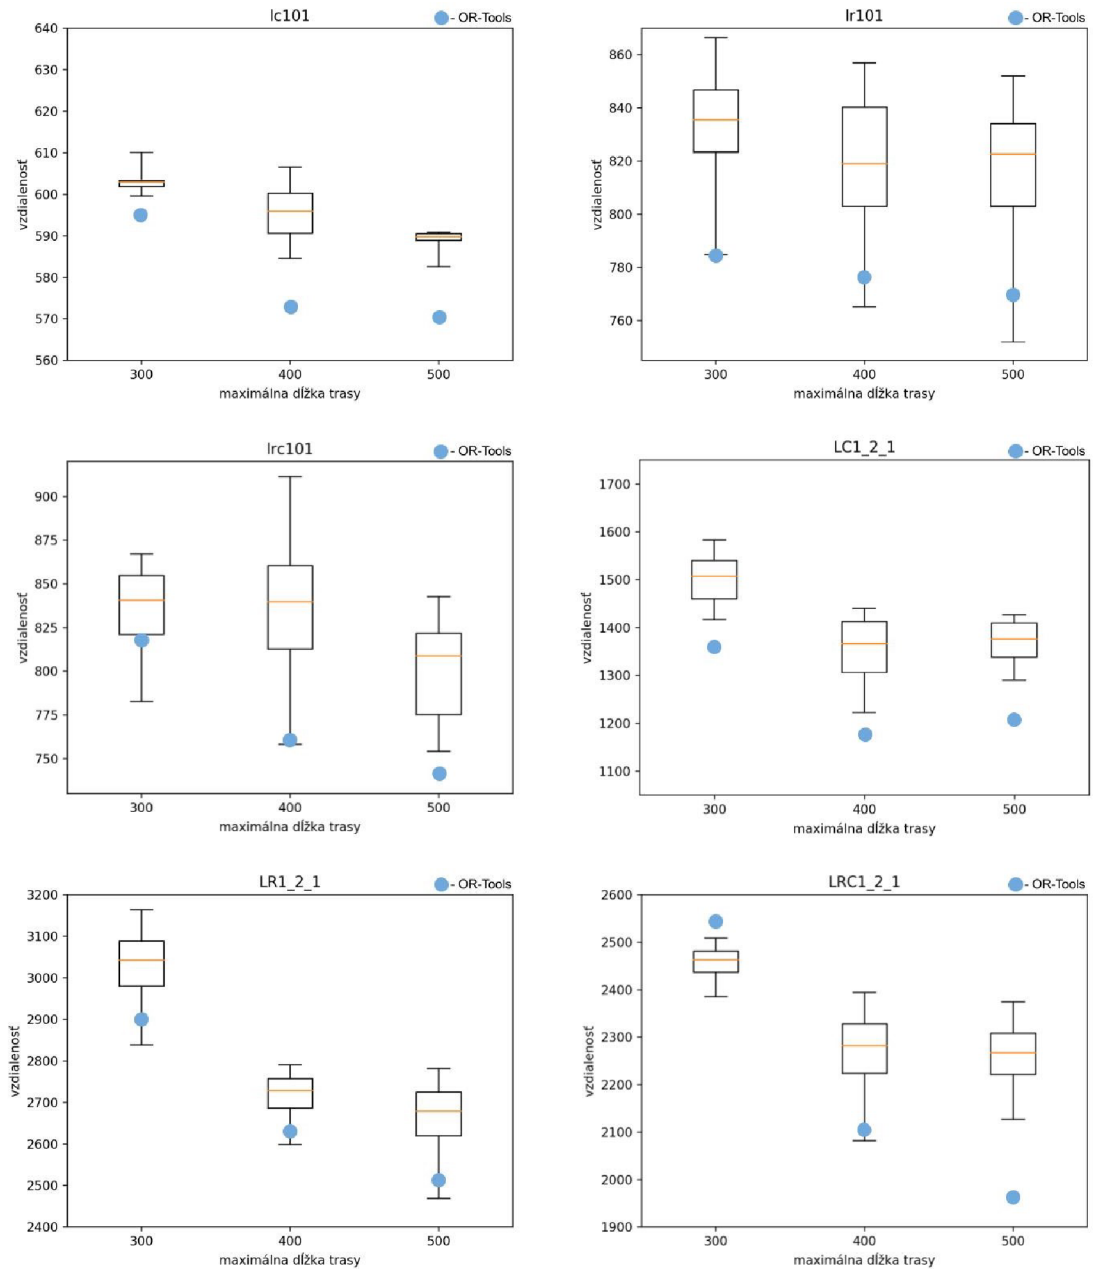 lc101
- OR-Tools
640
630
620
610
600
590
580
570
560
vzdialenosť
300 400 500
maximálna dĺžka trasy
lr101
- OR-Tools
860
840
820
800
780
760
vzdialenosť
300 400 500
maximálna dĺžka trasy
lrc101
- OR-Tools
900
875
850
825
800
775
750
vzdialenosť
300 400 500
maximálna dĺžka trasy
LC1_2_1
- OR-Tools
1700
1600
1500
1400
1300
1200
1100
vzdialenosť
300 400 500
maximálna dĺžka trasy
LR1_2_1
- OR-Tools
3200
3100
3000
2900
2800
2700
2600
2500
2400
vzdialenosť
300 400 500
maximálna dĺžka trasy
LRC1_2_1
- OR-Tools
2600
2500
2400
2300
2200
2100
2000
1900
vzdialenosť
300 400 500
maximálna dĺžka trasy